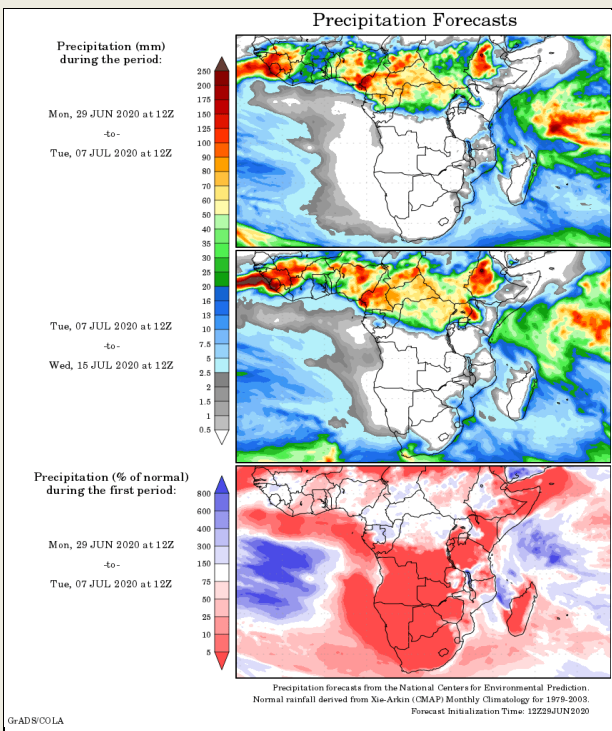 Precipitation Forecasts
Precipitation (mm)
during the period:
Mon, 29 JUN 2020 at 12Z
-to-
Tue, 07 JUL 2020 at 12Z
250
200
175
150
125
100
90
80
70
60
50
40
35
30
25
20
16
13
10
7.5
5
2.5
2
1.5
1
0.5
Tue, 07 JUL 2020 at 12Z
-to-
Wed, 15 JUL 2020 at 12Z
Precipitation (% of normal)
during the first period:
Mon, 29 JUN 2020 at 12Z
-to-
Tue, 07 JUL 2020 at 12Z
800
600
400
300
150
75
50
25
10
5
Precipitation forecasts from the National Centers for Environmental Prediction.
Normal rainfall derived from Xie-Arkin (CMAP) Monthly Climatology for 1979-2003.
Forecast Initialization Time: 12Z29JUN2020
GrADS/COLA